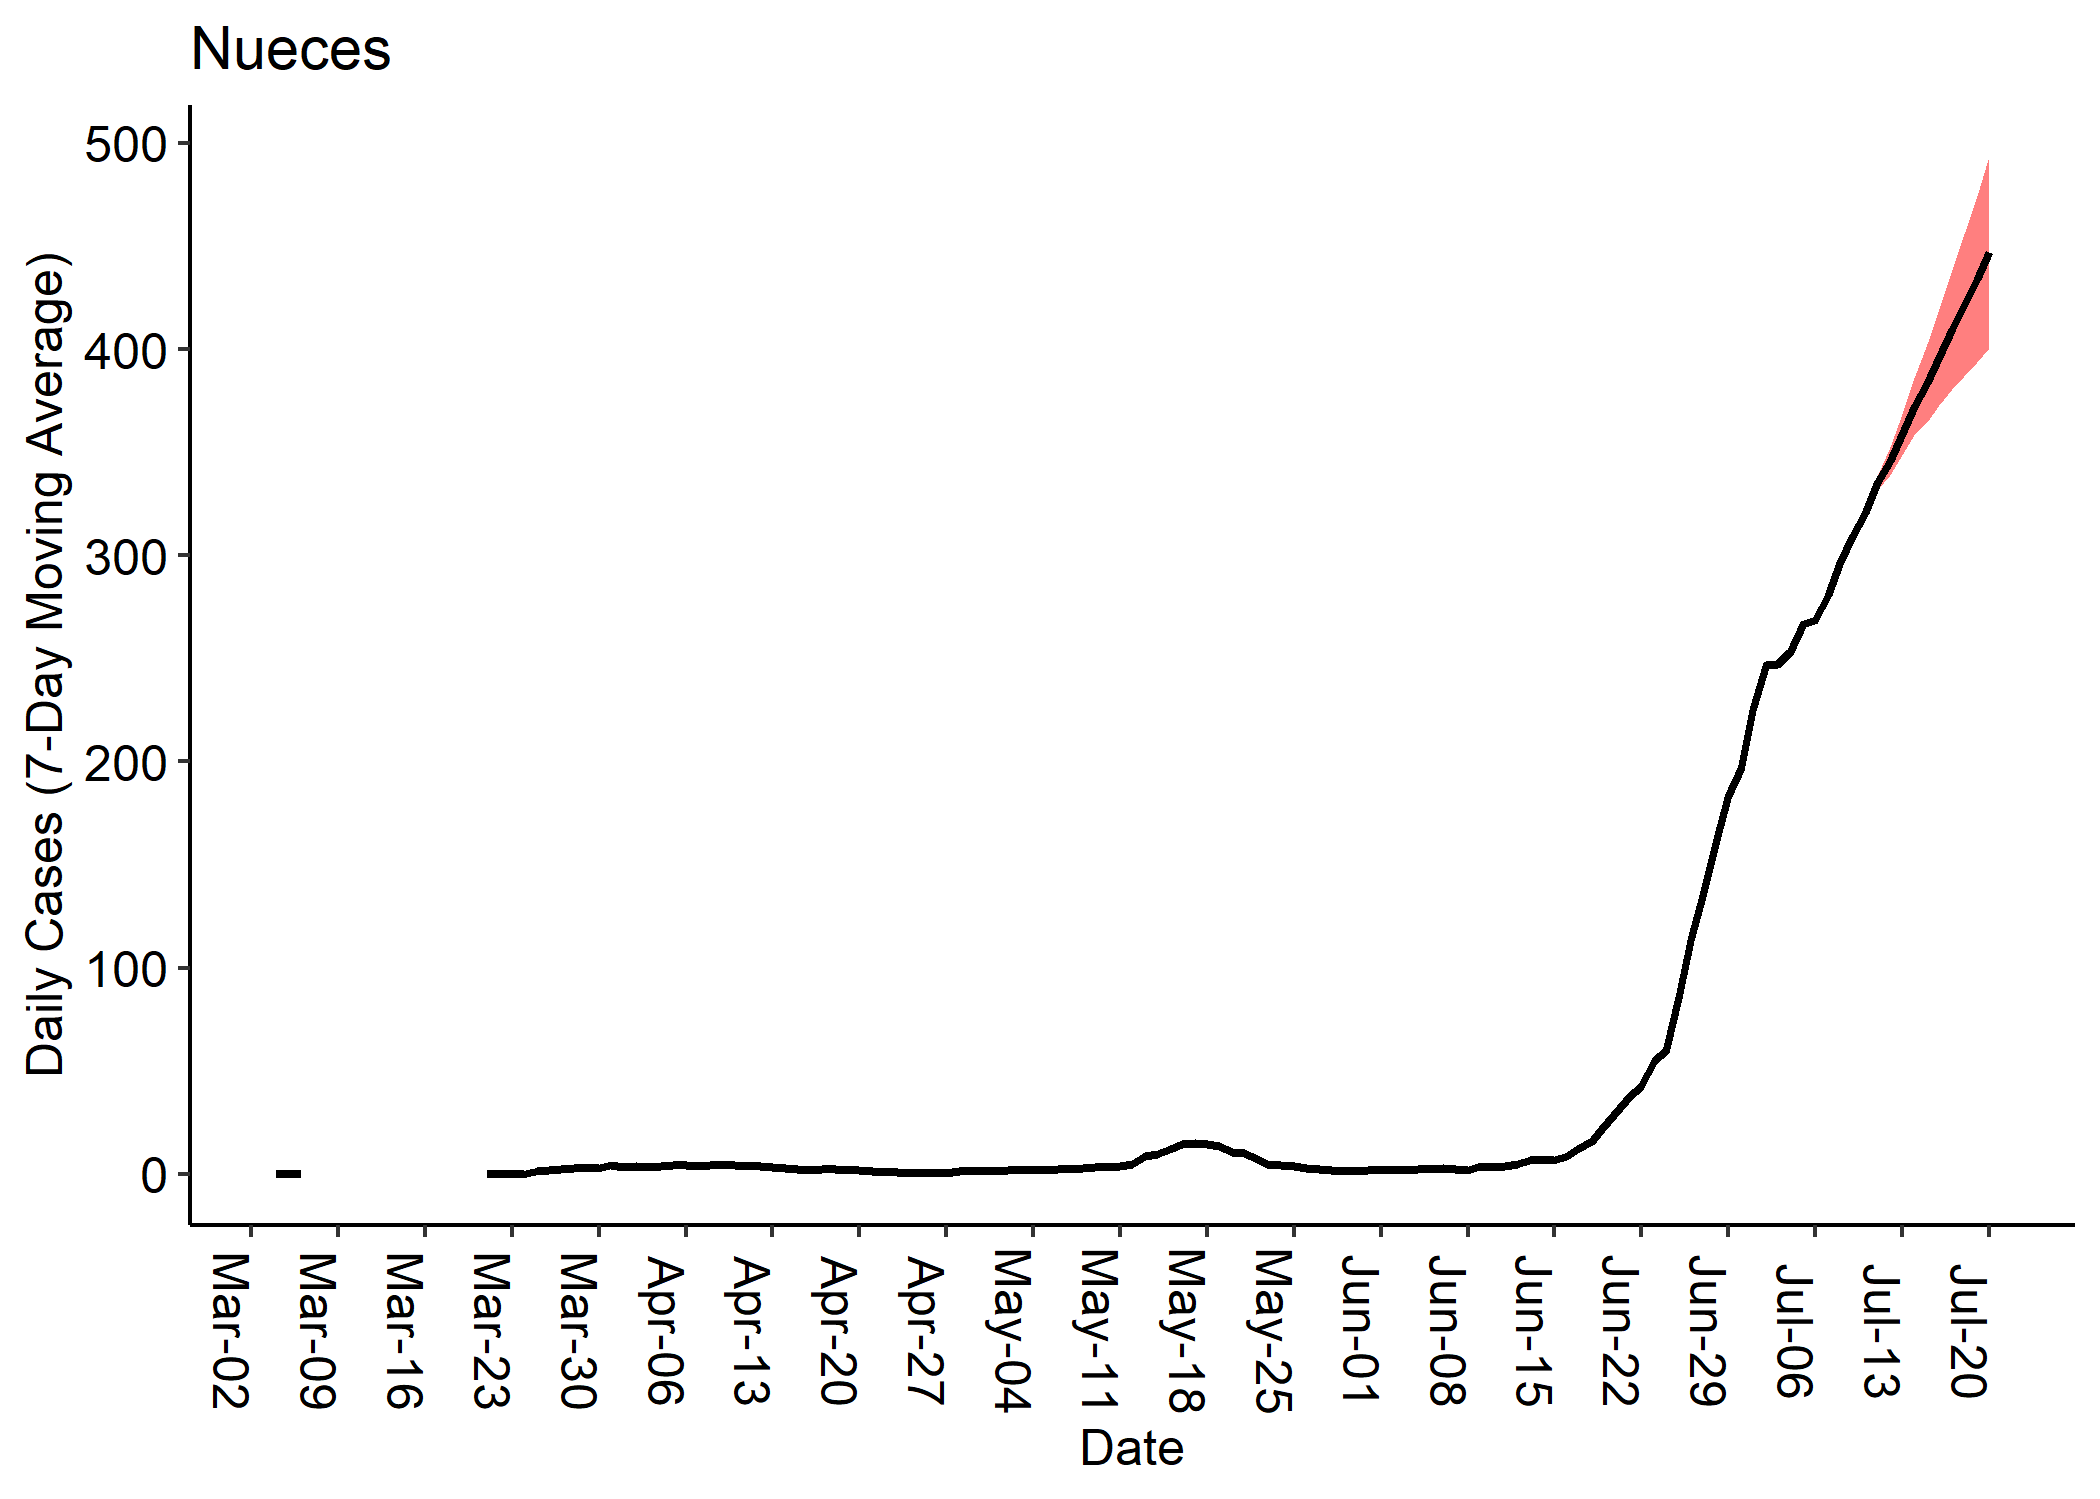 Nueces
Daily Cases (7-Day Moving Average)
500
400
300
200
100
0
Mar-02
Mar-09
Mar-16
Mar-23
Mar-30
Apr-06
Apr-13
Apr-20
Apr-27
May-04
May-11
May-18
May-25
Jun-01
Jun-08
Jun-15
Jun-22
Jun-29
Jul-06
Jul-13
Jul-20
Date